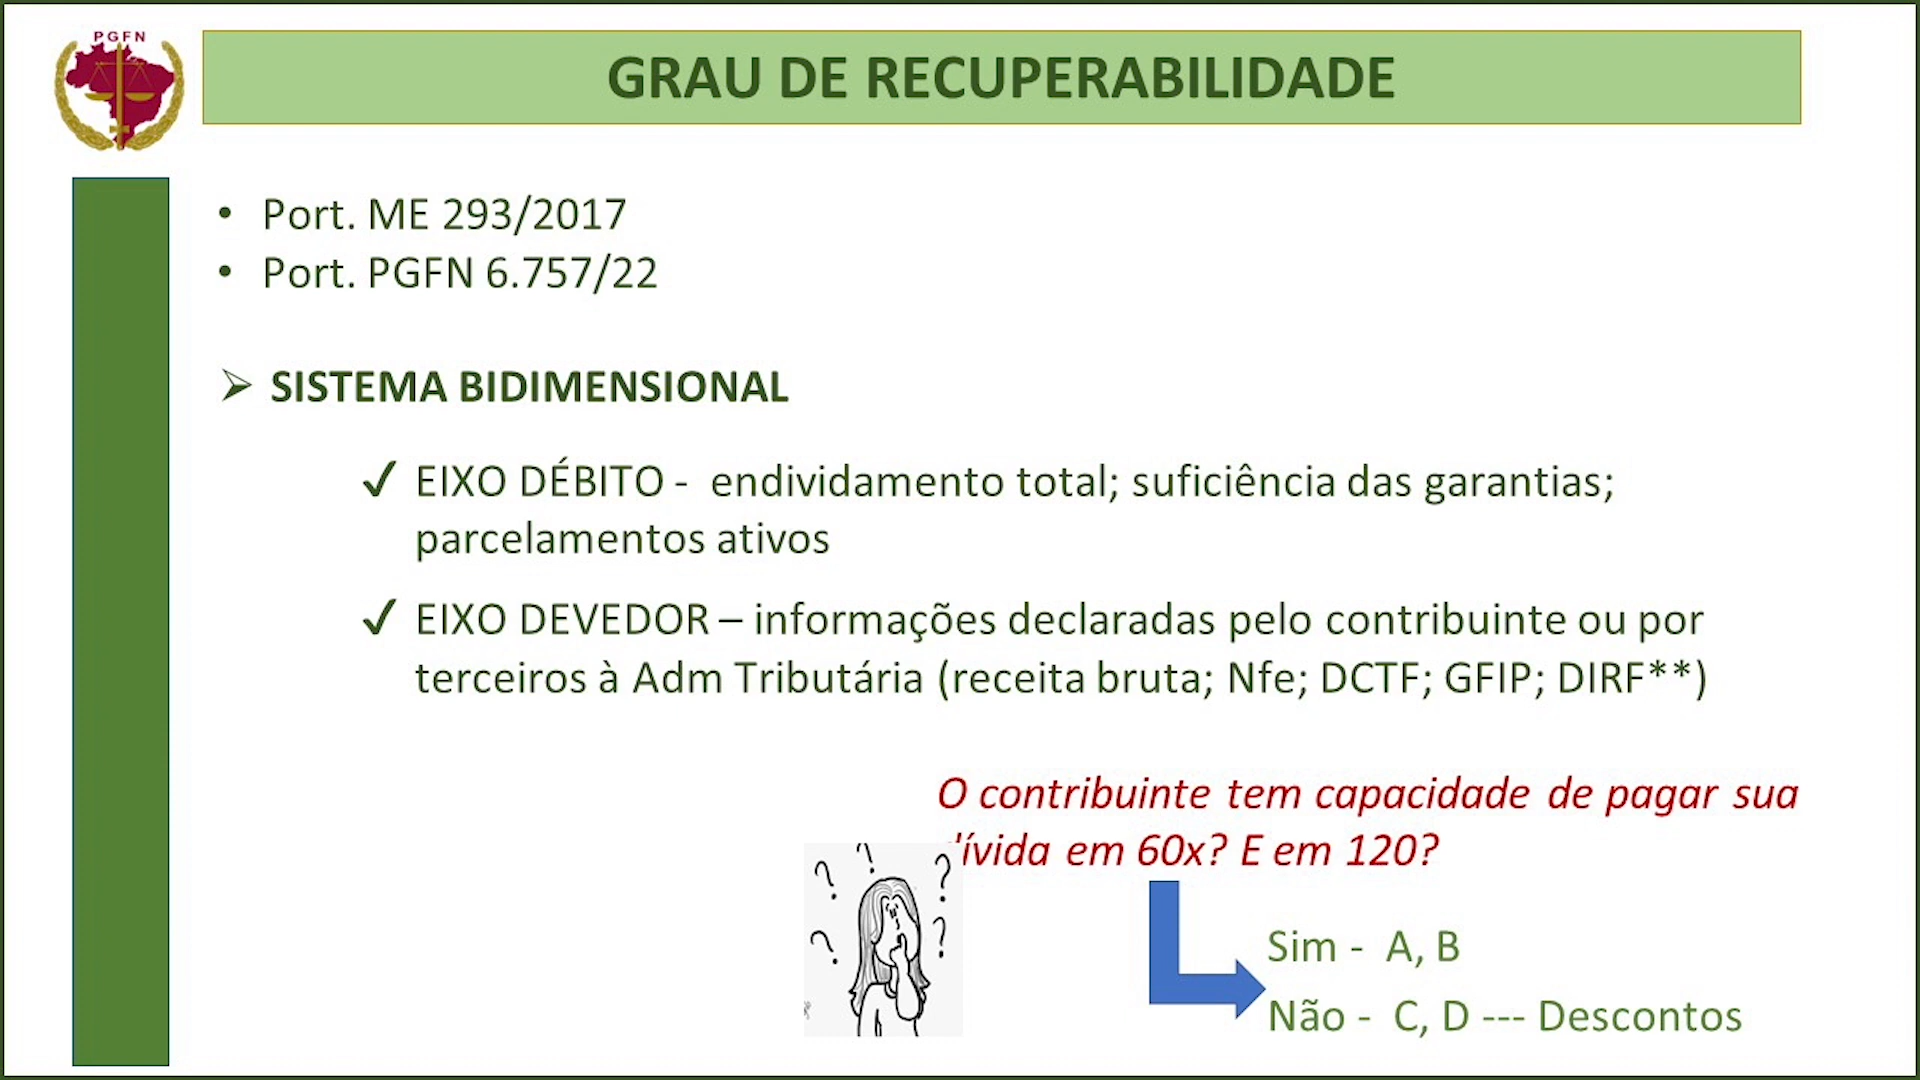 PGFN
GRAU DE RECUPERABILIDADE
• Port. ME 293/2017
• Port. PGFN 6.757/22
➢ SISTEMA BIDIMENSIONAL
✓ EIXO DÉBITO - endividamento total; suficiência das garantias;
parcelamentos ativos
✓ EIXO DEVEDOR – informações declaradas pelo contribuinte ou por
terceiros à Adm Tributária (receita bruta; Nfe; DCTF; GFIP; DIRF**)
O contribuinte tem capacidade de pagar sua
dívida em 60x? E em 120?
? ? ? ? ?
Sim - A, B
Não - C, D --- Descontos